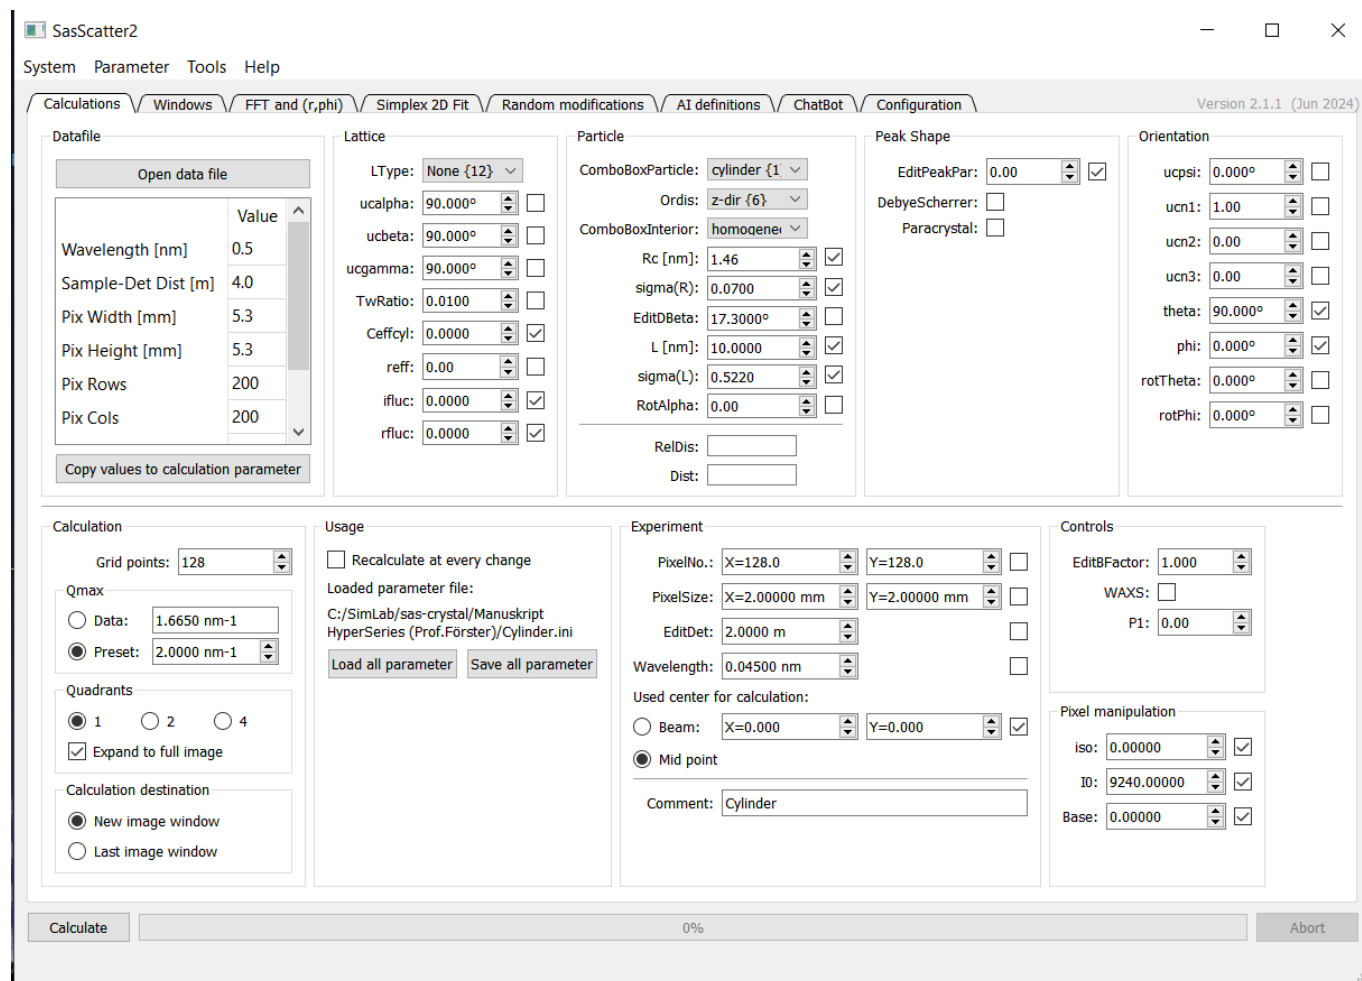 SasScatter2
System Parameter Tools Help
Calculations Windows FFT and (r,phi) Simplex 2D Fit Random modifications AI definitions ChatBot Configuration Version 2.1.1 (Jun 2024)
Datafile
Open data file
Value
Wavelength [nm] 0.5
Sample-Det Dist [m] 4.0
Pix Width [mm] 5.3
Pix Height [mm] 5.3
Pix Rows 200
Pix Cols 200
Copy values to calculation parameter
Lattice
LType: None {12}
ucalpha: 90.000°
ucbeta: 90.000°
ucgamma: 90.000°
TwRatio: 0.0100
Ceffcyl: 0.0000
reff: 0.00
ifluc: 0.0000
rfluc: 0.0000
Particle
ComboBoxParticle: cylinder {1
Ordis: z-dir {6}
ComboBoxInterior: homogene
Rc [nm]: 1.46
sigma(R): 0.0700
EditDBeta: 17.3000°
L [nm]: 10.0000
sigma(L): 0.5220
RotAlpha: 0.00
RelDis:
Dist:
Peak Shape
EditPeakPar: 0.00
DebyeScherrer:
Paracrystal:
Orientation
ucpsi: 0.000°
ucn1: 1.00
ucn2: 0.00
ucn3: 0.00
theta: 90.000°
phi: 0.000°
rotTheta: 0.000°
rotPhi: 0.000°
Calculation
Grid points: 128
Qmax
Data: 1.6650 nm-1
Preset: 2.0000 nm-1
Quadrants
1 2 4
Expand to full image
Calculation destination
New image window
Last image window
Usage
Recalculate at every change
Loaded parameter file:
C:/SimLab/sas-crystal/Manuskript
HyperSeries (Prof.Förster)/Cylinder.ini
Load all parameter Save all parameter
Experiment
PixelNo.: X=128.0 Y=128.0
PixelSize: X=2.00000 mm Y=2.00000 mm
EditDet: 2.0000 m
Wavelength: 0.04500 nm
Used center for calculation:
Beam: X=0.000 Y=0.000
Mid point
Comment: Cylinder
Controls
EditBFactor: 1.000
WAXS:
P1: 0.00
Pixel manipulation
iso: 0.00000
I0: 9240.00000
Base: 0.00000
Calculate 0% Abort